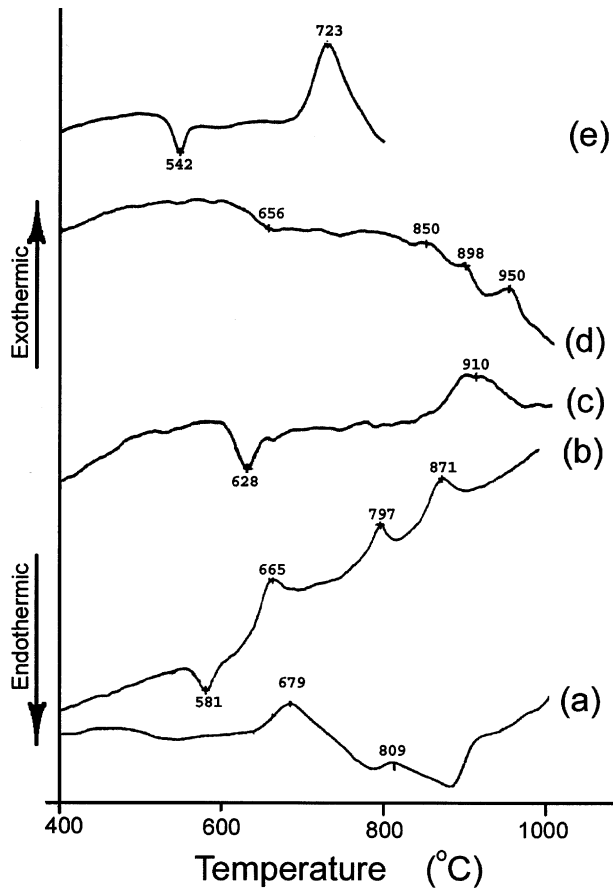 723
542
(e)
656
850
898
950
Exothermic
(d)
910
(c)
628
(b)
871
797
665
581
Endothermic
679
(a)
809
400 600 800 1000
Temperature (°C)